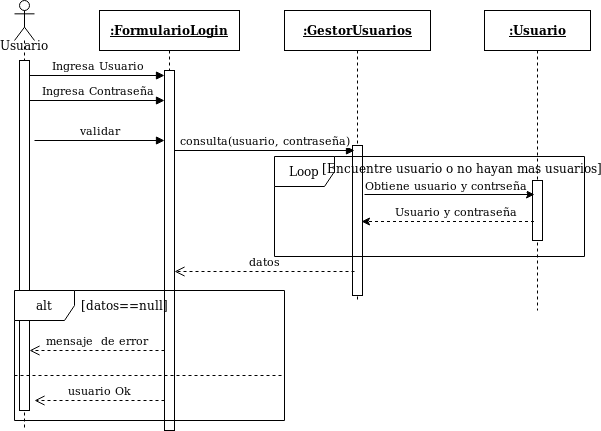 :FormularioLogin
:GestorUsuarios
:Usuario
Usuario
Ingresa Usuario
Ingresa Contraseña
validar
consulta(usuario, contraseña)
Loop
[Encuentre usuario o no hayan mas usuarios]
Obtiene usuario y contrseña
Usuario y contraseña
datos
alt
[datos==null]
mensaje de error
usuario Ok